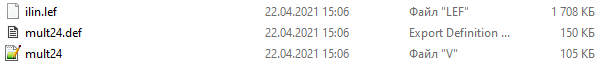 ilin.lef 22.04.2021 15:06 Файл "LEF" 1 708 КБ
mult24.def 22.04.2021 15:06 Export Definition ... 150 КБ
mult24 22.04.2021 15:06 Файл "V" 105 КБ